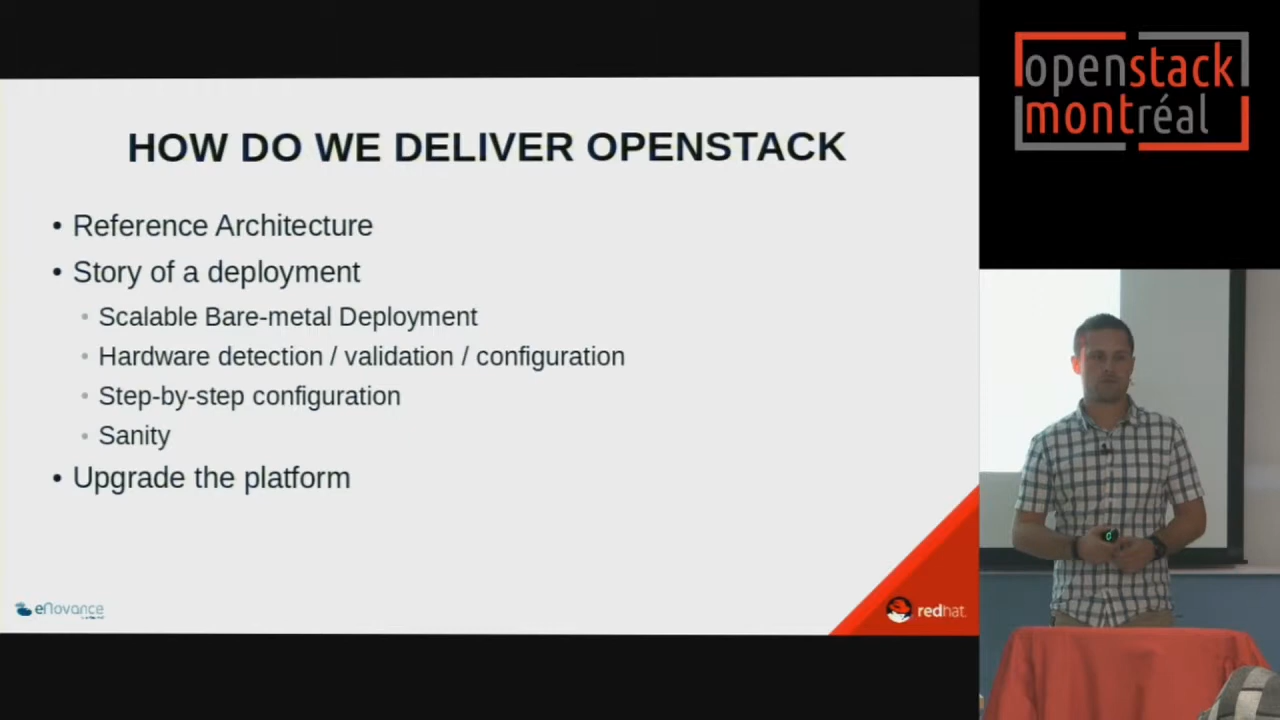 HOW DO WE DELIVER OPENSTACK
• Reference Architecture
• Story of a deployment
• Scalable Bare-metal Deployment
• Hardware detection / validation / configuration
• Step-by-step configuration
• Sanity
• Upgrade the platform
eNovance
redhat.
openstack
montréal